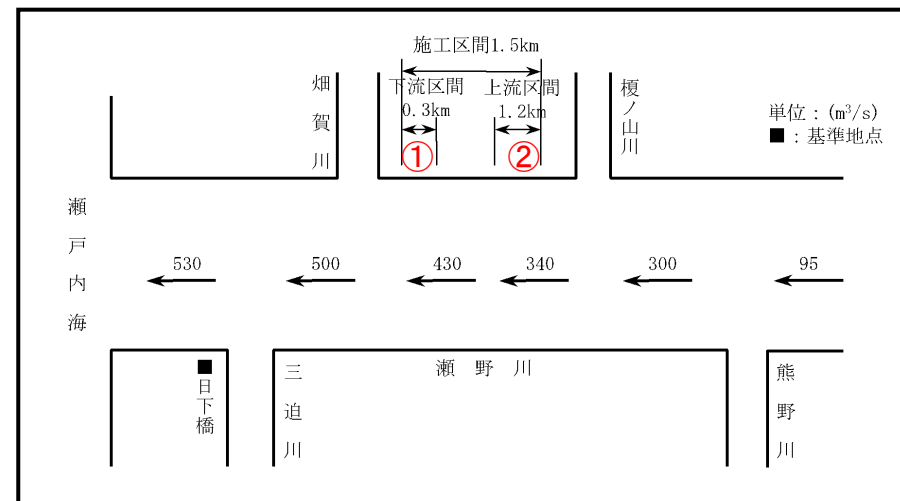 施工区間1.5km
下流区間
0.3km
上流区間
1.2km
①
②
畑賀川
榎ノ山川
単位：(m³/s)
■：基準地点
瀬戸内海
530
500
430
340
300
95
瀬野川
■日下橋
三迫川
熊野川